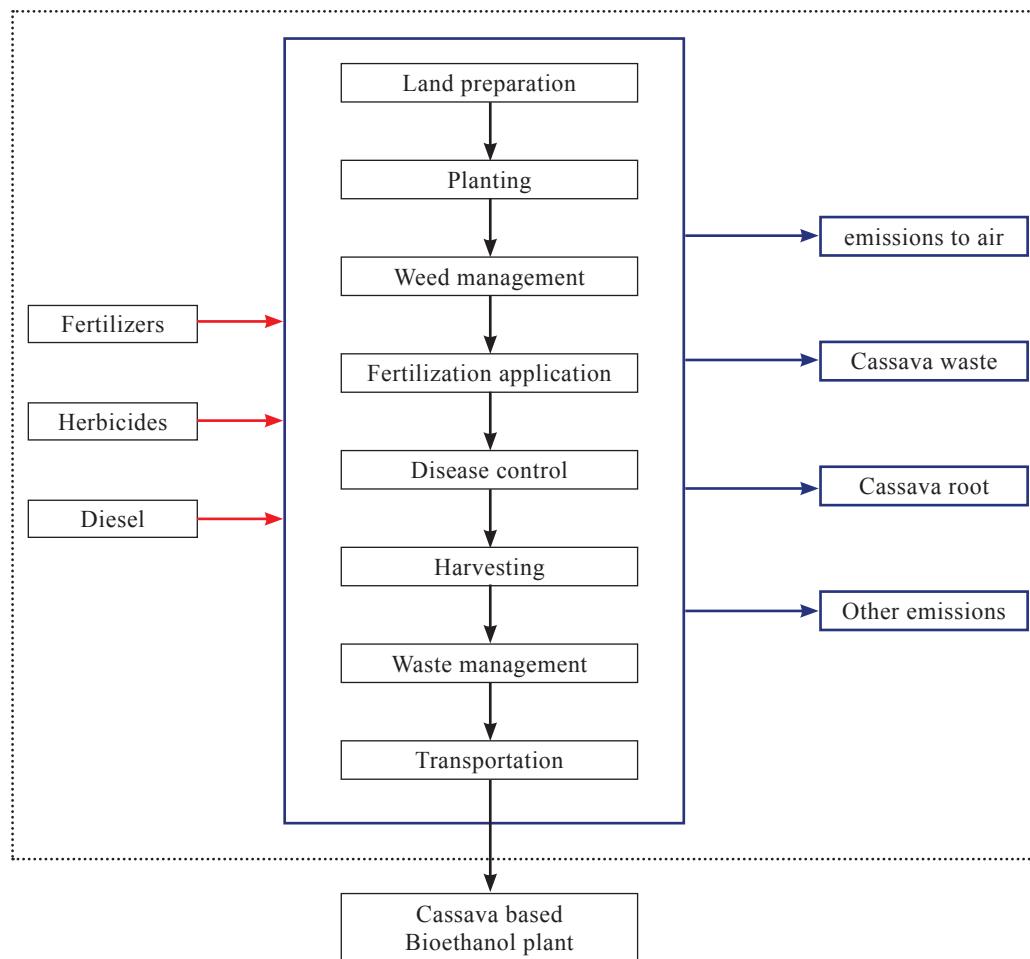 Land preparation
Planting
Weed management
Fertilization application
Disease control
Harvesting
Waste management
Transportation
Cassava based
Bioethanol plant
Fertilizers
Herbicides
Diesel
emissions to air
Cassava waste
Cassava root
Other emissions